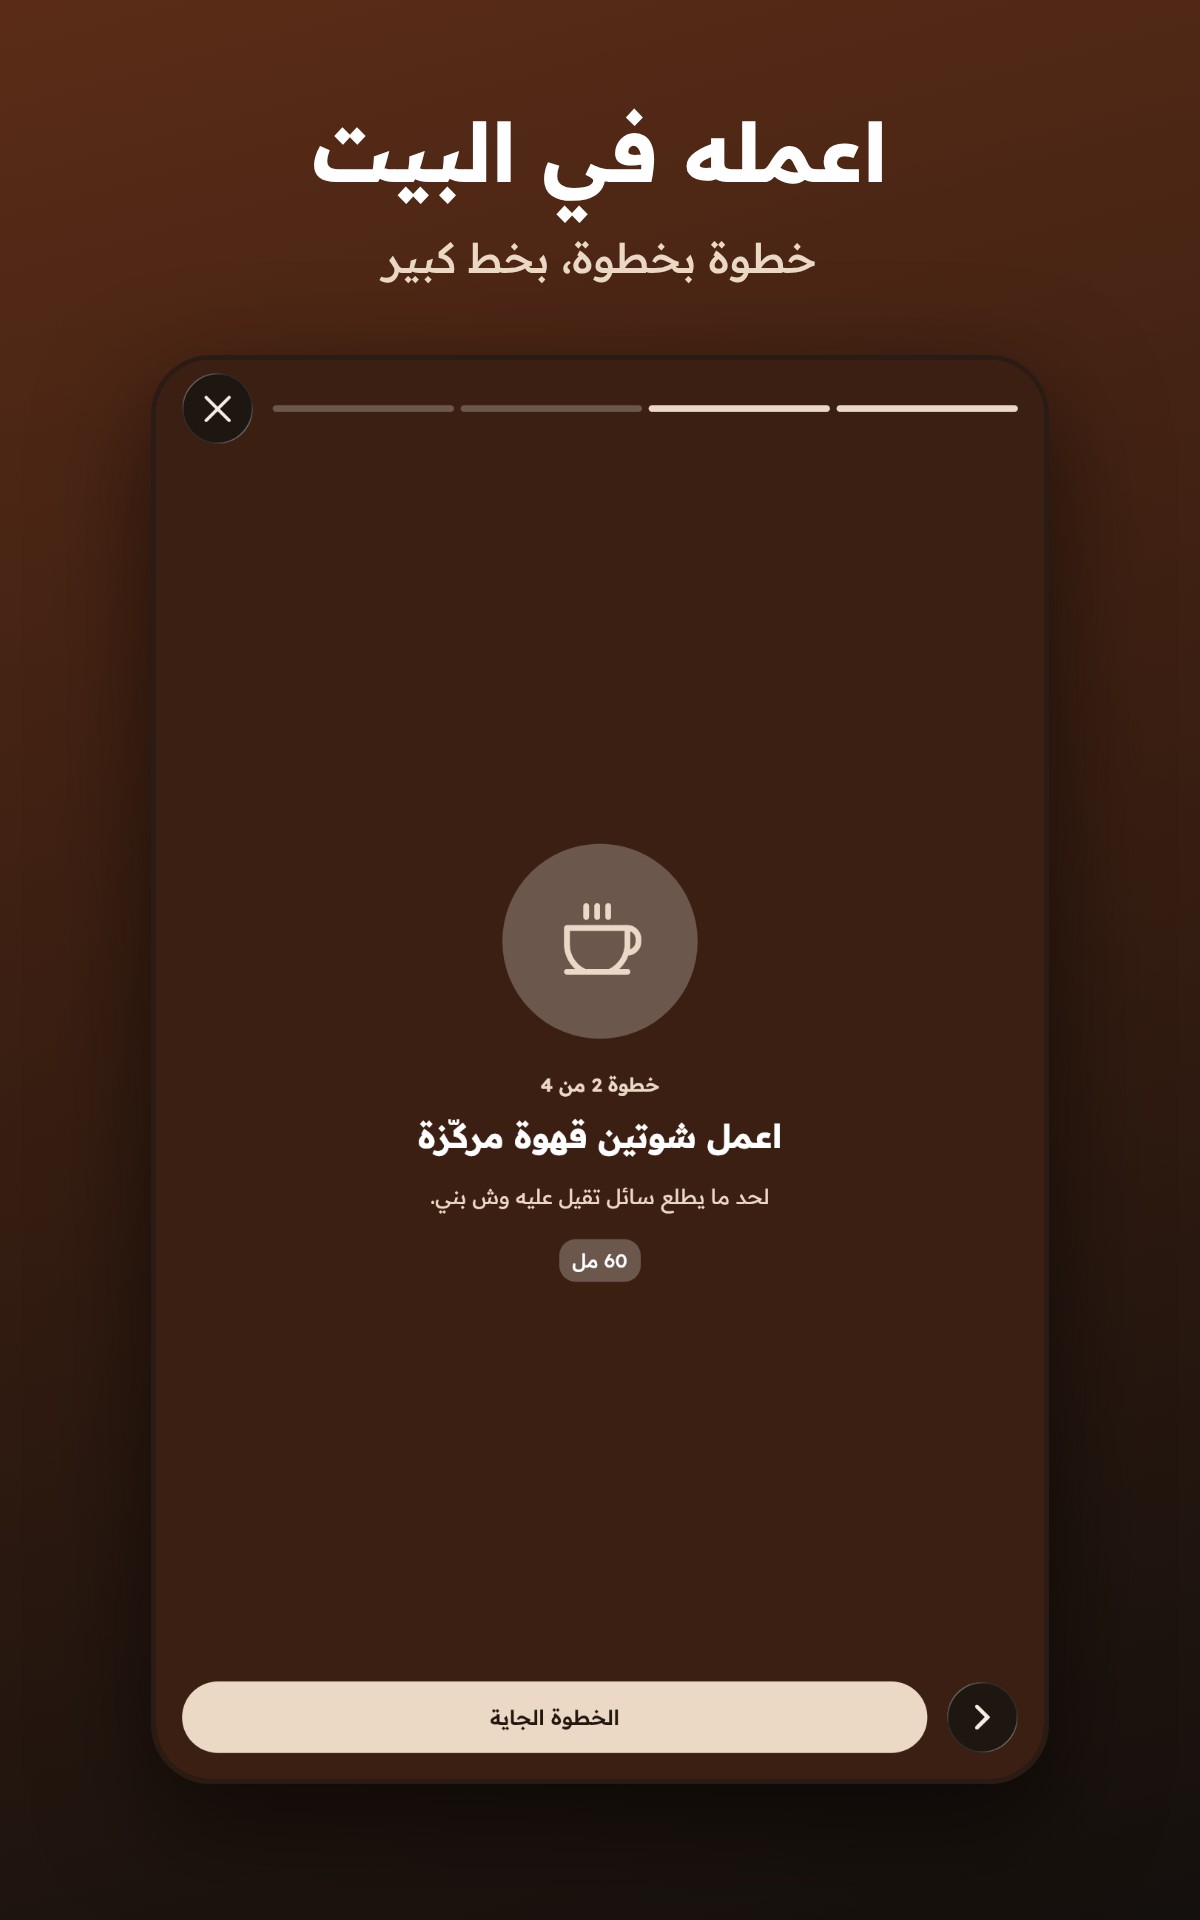 اعمله في البيت
خطوة بخطوة، بخط كبير
خطوة 2 من 4
اعمل شوتين قهوة مركّزة
لحد ما يطلع سائل تقيل عليه وش بني.
60 مل
الخطوة الجاية